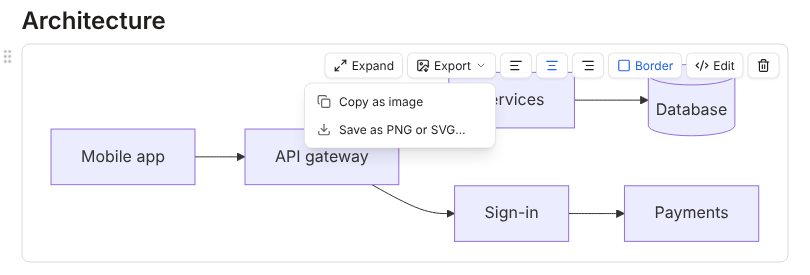 Architecture
Expand
Export
Border
Edit
Copy as image
Save as PNG or SVG...
Database
Mobile app
API gateway
Sign-in
Payments